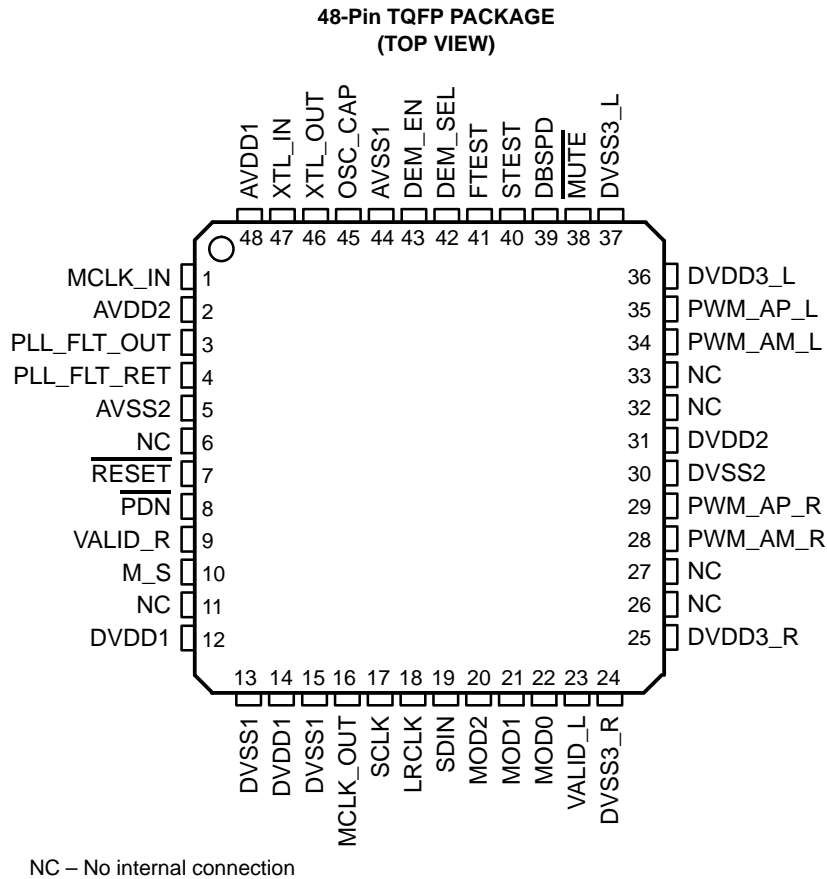 48-Pin TQFP PACKAGE
(TOP VIEW)
AVDD1
XTL_IN
XTL_OUT
OSC_CAP
AVSS1
DEM_EN
DEM_SEL
FTEST
STEST
DBSPD
MUTE
DVSS3_L
48 47 46 45 44 43 42 41 40 39 38 37
MCLK_IN 1
AVDD2 2
PLL_FLT_OUT 3
PLL_FLT_RET 4
AVSS2 5
NC 6
RESET 7
PDN 8
VALID_R 9
M_S 10
NC 11
DVDD1 12
36 DVDD3_L
35 PWM_AP_L
34 PWM_AM_L
33 NC
32 NC
31 DVDD2
30 DVSS2
29 PWM_AP_R
28 PWM_AM_R
27 NC
26 NC
25 DVDD3_R
13 14 15 16 17 18 19 20 21 22 23 24
DVSS1
DVDD1
DVSS1
MCLK_OUT
SCLK
LRCLK
SDIN
MOD2
MOD1
MOD0
VALID_L
DVSS3_R
NC – No internal connection